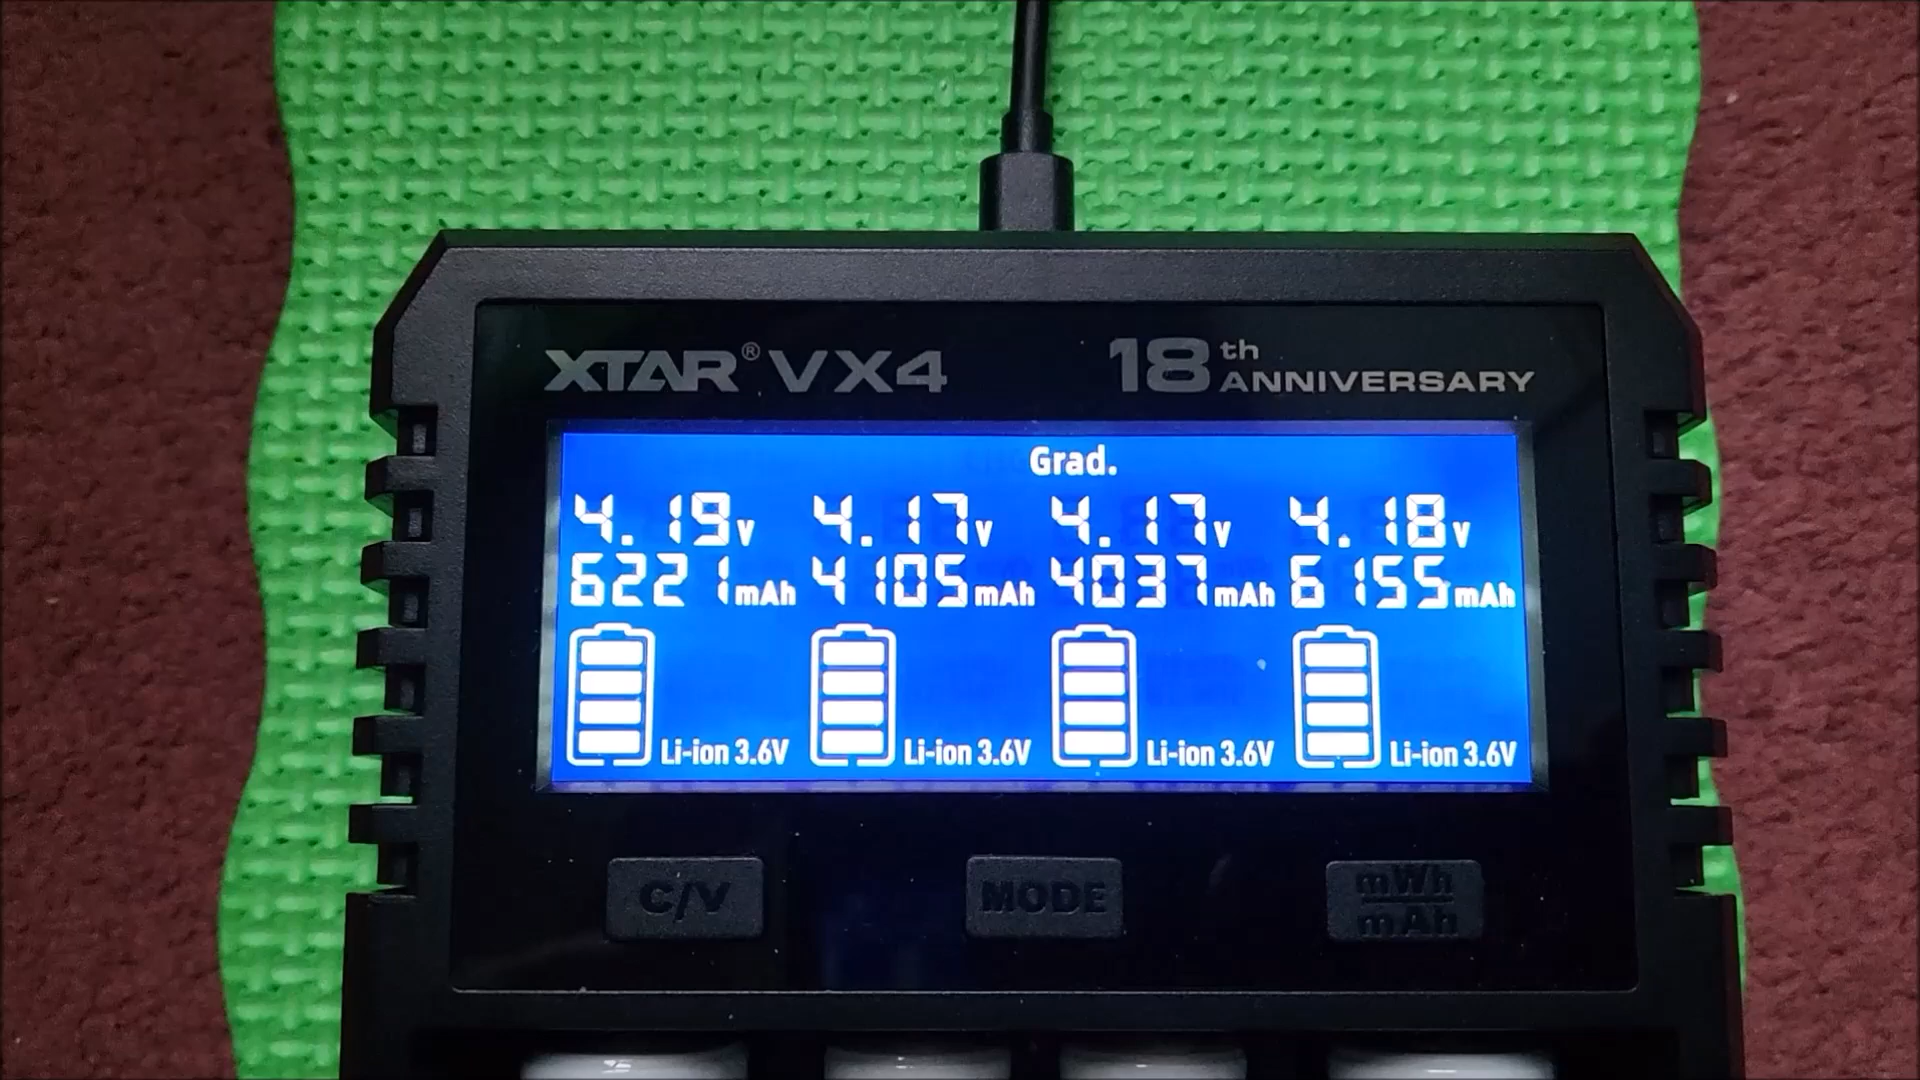 XTAR® VX4
18th ANNIVERSARY
Grad.
4.19V 4.17V 4.17V 4.18V
6221mAh 4105mAh 4037mAh 6155mAh
Li-ion 3.6V Li-ion 3.6V Li-ion 3.6V Li-ion 3.6V
C/V MODE mWh
mAh